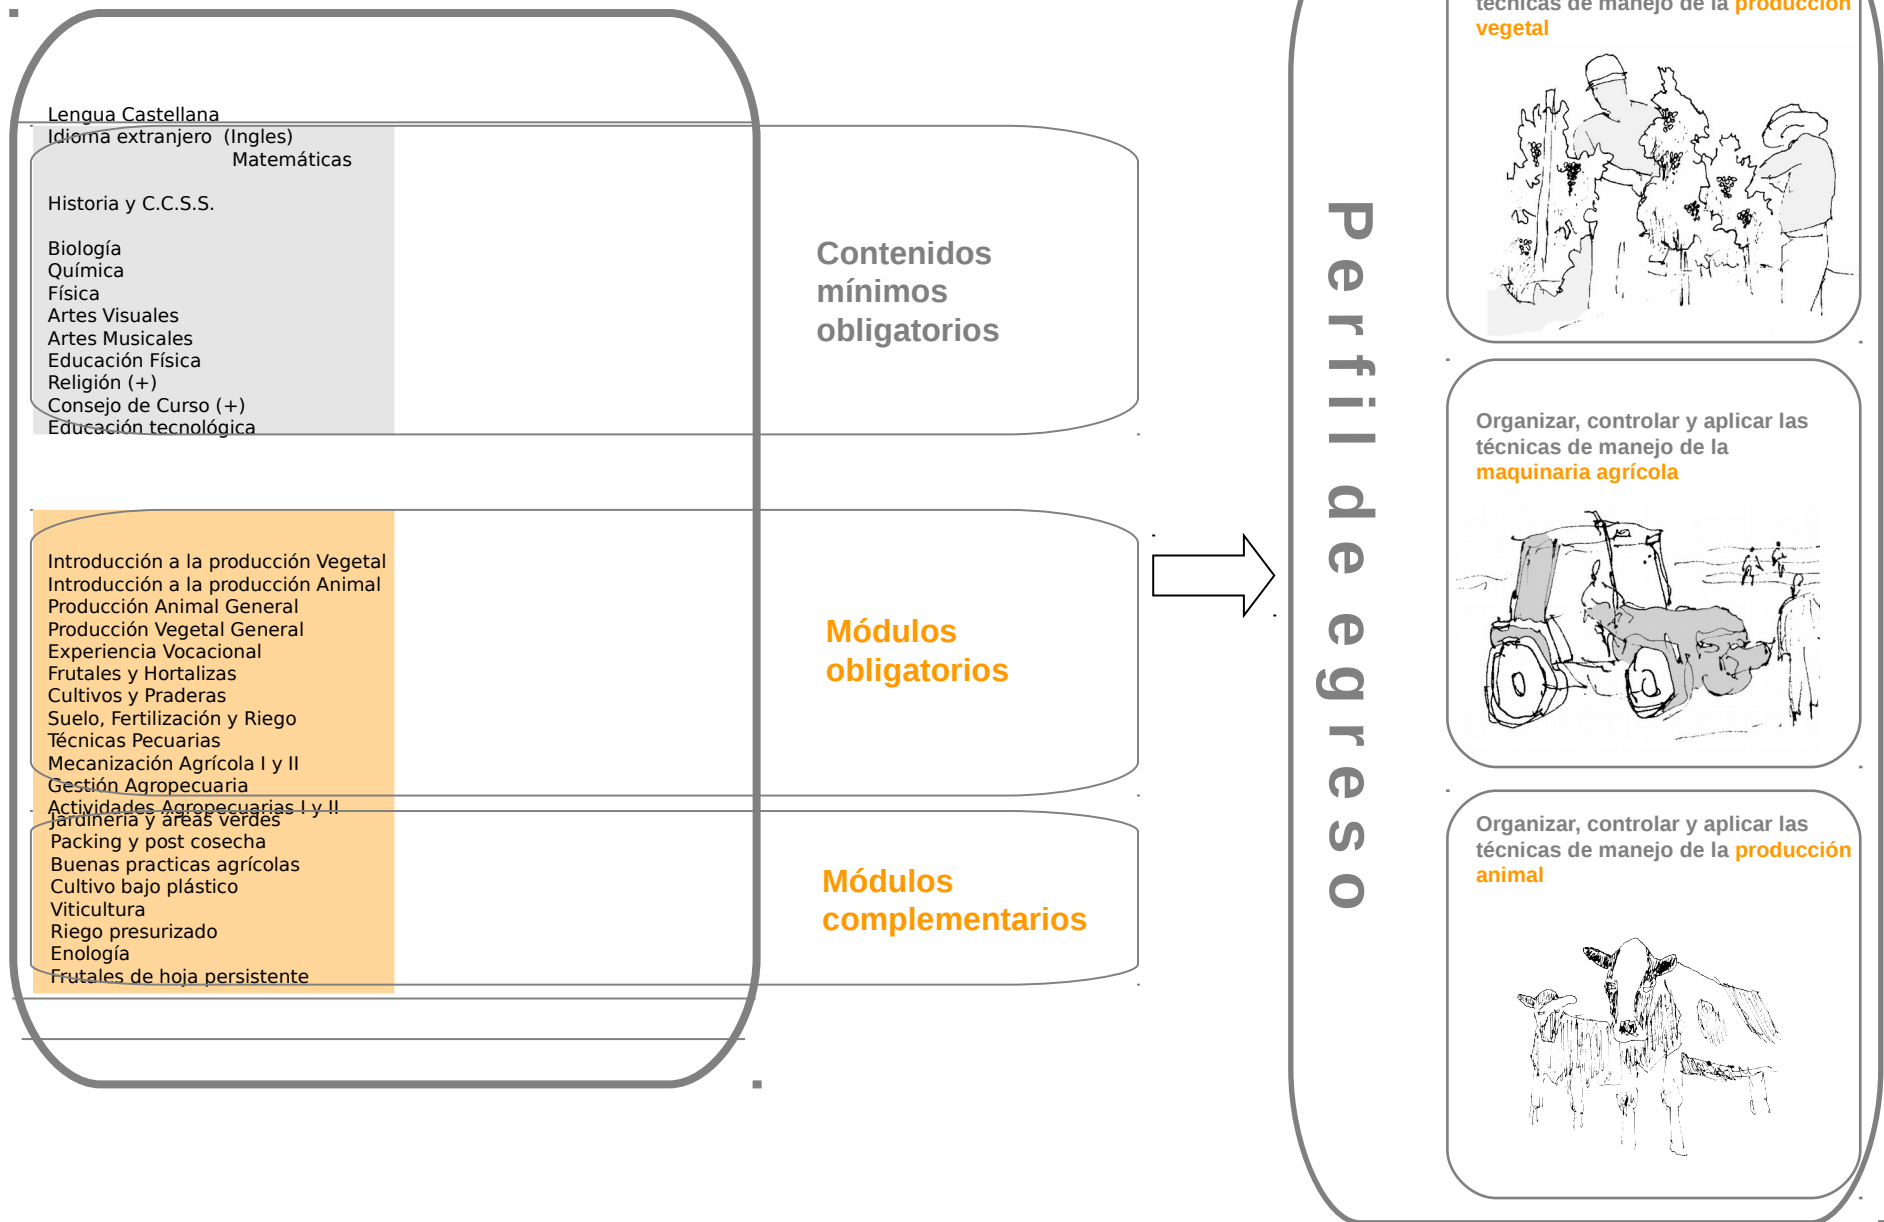 Lengua Castellana
Idioma extranjero (Ingles)
Matemáticas
Historia y C.C.S.S.
Biología
Química
Física
Artes Visuales
Artes Musicales
Educación Física
Religión (+)
Consejo de Curso (+)
Educación tecnológica
Contenidos
mínimos
obligatorios
Introducción a la producción Vegetal
Introducción a la producción Animal
Producción Animal General
Producción Vegetal General
Experiencia Vocacional
Frutales y Hortalizas
Cultivos y Praderas
Suelo, Fertilización y Riego
Técnicas Pecuarias
Mecanización Agrícola I y II
Gestión Agropecuaria
Actividades Agropecuarias I y II
Módulos
obligatorios
Jardinería y áreas verdes
Packing y post cosecha
Buenas practicas agrícolas
Cultivo bajo plástico
Viticultura
Riego presurizado
Enología
Frutales de hoja persistente
Módulos
complementarios
Perfil de egreso
técnicas de manejo de la producción
vegetal
Organizar, controlar y aplicar las
técnicas de manejo de la
maquinaria agrícola
Organizar, controlar y aplicar las
técnicas de manejo de la producción
animal